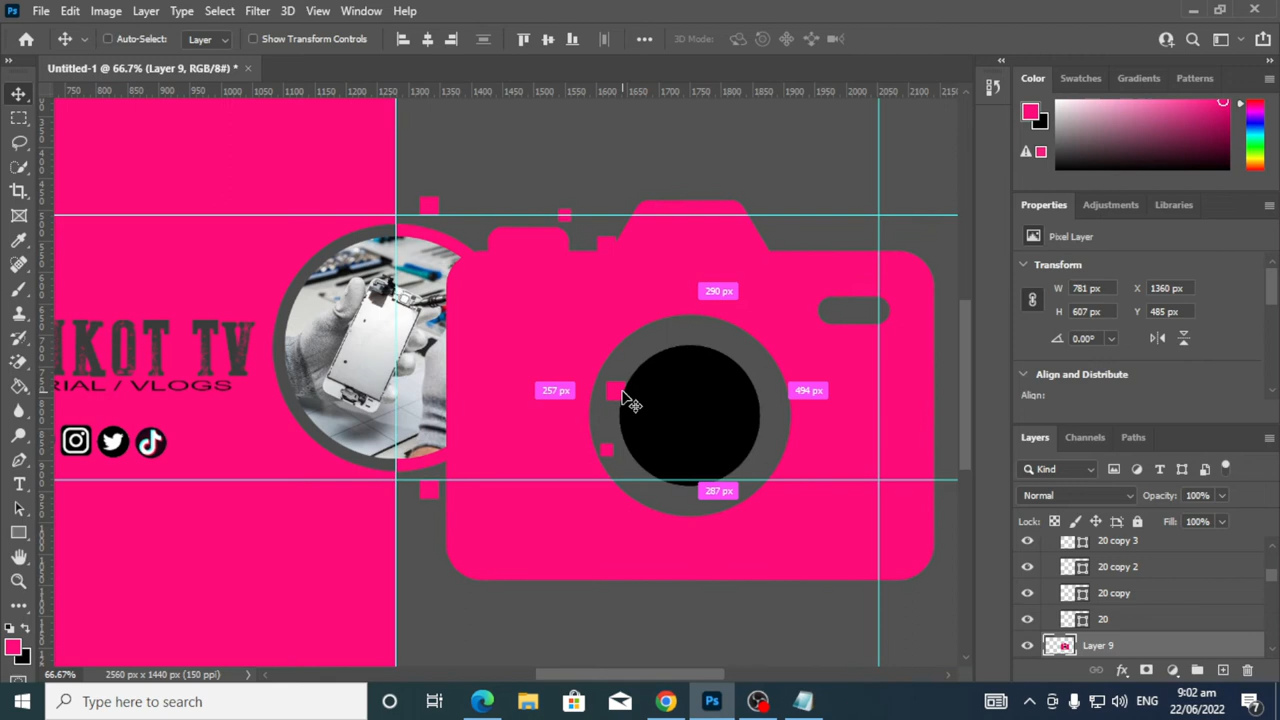 Ps File Edit Image Layer Type Select Filter 3D View Window Help
Auto-Select: Layer Show Transform Controls 3D Mode:
Untitled-1 @ 66.7% (Layer 9, RGB/8#) *
750 800 850 900 950 1000 1050 1100 1150 1200 1250 1300 1350 1400 1450 1500 1550 1600 1650 1700 1750 1800 1850 1900 1950 2000 2050 2100 2150
Color Swatches Gradients Patterns
Properties Adjustments Libraries
Pixel Layer
Transform
W 781 px X 1360 px
H 607 px Y 485 px
0.00°
Align and Distribute
Align:
290 px
257 px
494 px
287 px
IKOT TV
RIAL / VLOGS
Layers Channels Paths
Kind
Normal Opacity: 100%
Lock: Fill: 100%
20 copy 3
20 copy 2
20 copy
20
Layer 9
fx
66.67% 2560 px x 1440 px (150 ppi)
Type here to search
Ps
ENG
9:02 am
22/06/2022
7